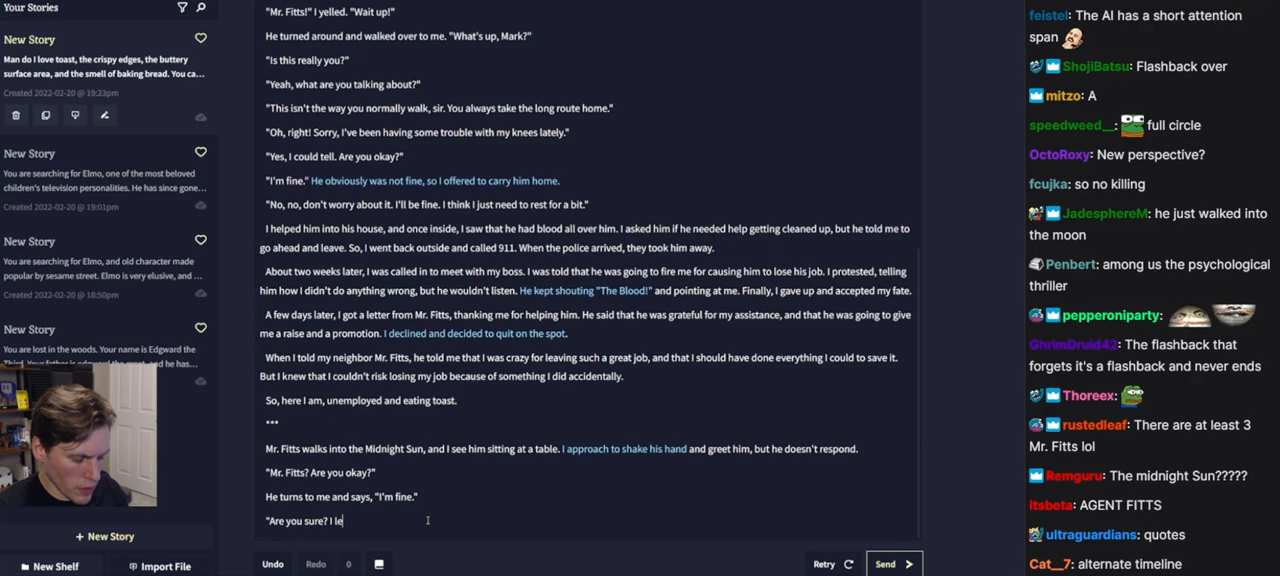 Your Stories
New Story
Man do I love toast, the crispy edges, the buttery
surface area, and the smell of baking bread. You ca...
Created 2022-02-20 @ 19:23pm
New Story
You are searching for Elmo, one of the most beloved
children's television personalities. He has since gone...
Created 2022-02-20 @ 19:01pm
New Story
You are searching for Elmo, and old character made
popular by sesame street. Elmo is very elusive, and ...
Created 2022-02-20 @ 18:50pm
New Story
You are lost in the woods. Your name is Edgward the
+ New Story
New Shelf
Import File
"Mr. Fitts!" I yelled. "Wait up!"
He turned around and walked over to me. "What's up, Mark?"
"Is this really you?"
"Yeah, what are you talking about?"
"This isn't the way you normally walk, sir. You always take the long route home."
"Oh, right! Sorry, I've been having some trouble with my knees lately."
"Yes, I could tell. Are you okay?"
"I'm fine." He obviously was not fine, so I offered to carry him home.
"No, no, don't worry about it. I'll be fine. I think I just need to rest for a bit."
I helped him into his house, and once inside, I saw that he had blood all over him. I asked him if he needed help getting cleaned up, but he told me to
go ahead and leave. So, I went back outside and called 911. When the police arrived, they took him away.
About two weeks later, I was called in to meet with my boss. I was told that he was going to fire me for causing him to lose his job. I protested, telling
him how I didn't do anything wrong, but he wouldn't listen. He kept shouting "The Blood!" and pointing at me. Finally, I gave up and accepted my fate.
A few days later, I got a letter from Mr. Fitts, thanking me for helping him. He said that he was grateful for my assistance, and that he was going to give
me a raise and a promotion. I declined and decided to quit on the spot.
When I told my neighbor Mr. Fitts, he told me that I was crazy for leaving such a great job, and that I should have done everything I could to save it.
But I knew that I couldn't risk losing my job because of something I did accidentally.
So, here I am, unemployed and eating toast.
***
Mr. Fitts walks into the Midnight Sun, and I see him sitting at a table. I approach to shake his hand and greet him, but he doesn't respond.
"Mr. Fitts? Are you okay?"
He turns to me and says, "I'm fine."
"Are you sure? I le
Undo
Redo
0
Retry
Send
feistel: The AI has a short attention
span
ShojiBatsu: Flashback over
mitzo: A
speedweed__: full circle
OctoRoxy: New perspective?
fcujka: so no killing
JadesphereM: he just walked into
the moon
Penbert: among us the psychological
thriller
pepperoniparty:
GhrimDruid42: The flashback that
forgets it's a flashback and never ends
Thoreex:
rustedleaf: There are at least 3
Mr. Fitts lol
Remguru: The midnight Sun?????
itsbeta: AGENT FITTS
ultraguardians: quotes
Cat__7: alternate timeline